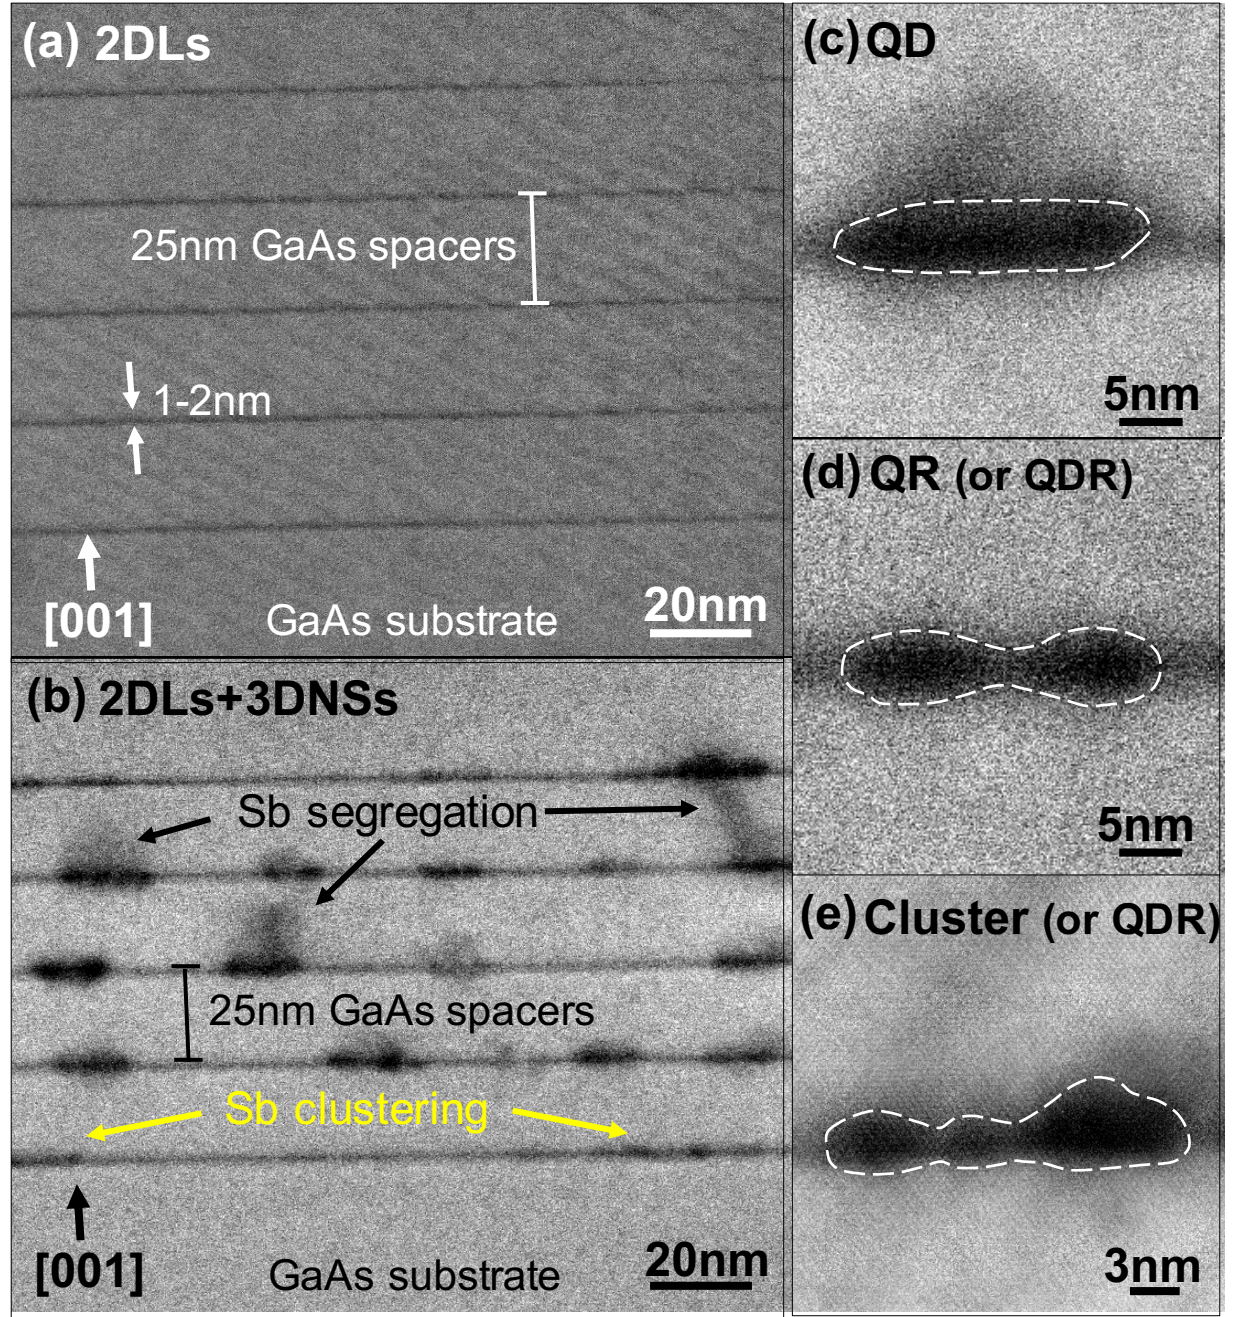 (a) 2DLs
25nm GaAs spacers
1-2nm
[001]
GaAs substrate
20nm
(b) 2DLs+3DNSs
Sb segregation
25nm GaAs spacers
Sb clustering
[001]
GaAs substrate
20nm
(c) QD
5nm
(d) QR (or QDR)
5nm
(e) Cluster (or QDR)
3nm